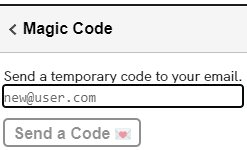 Magic Code
Send a temporary code to your email.
new@user.com
Send a Code 💌